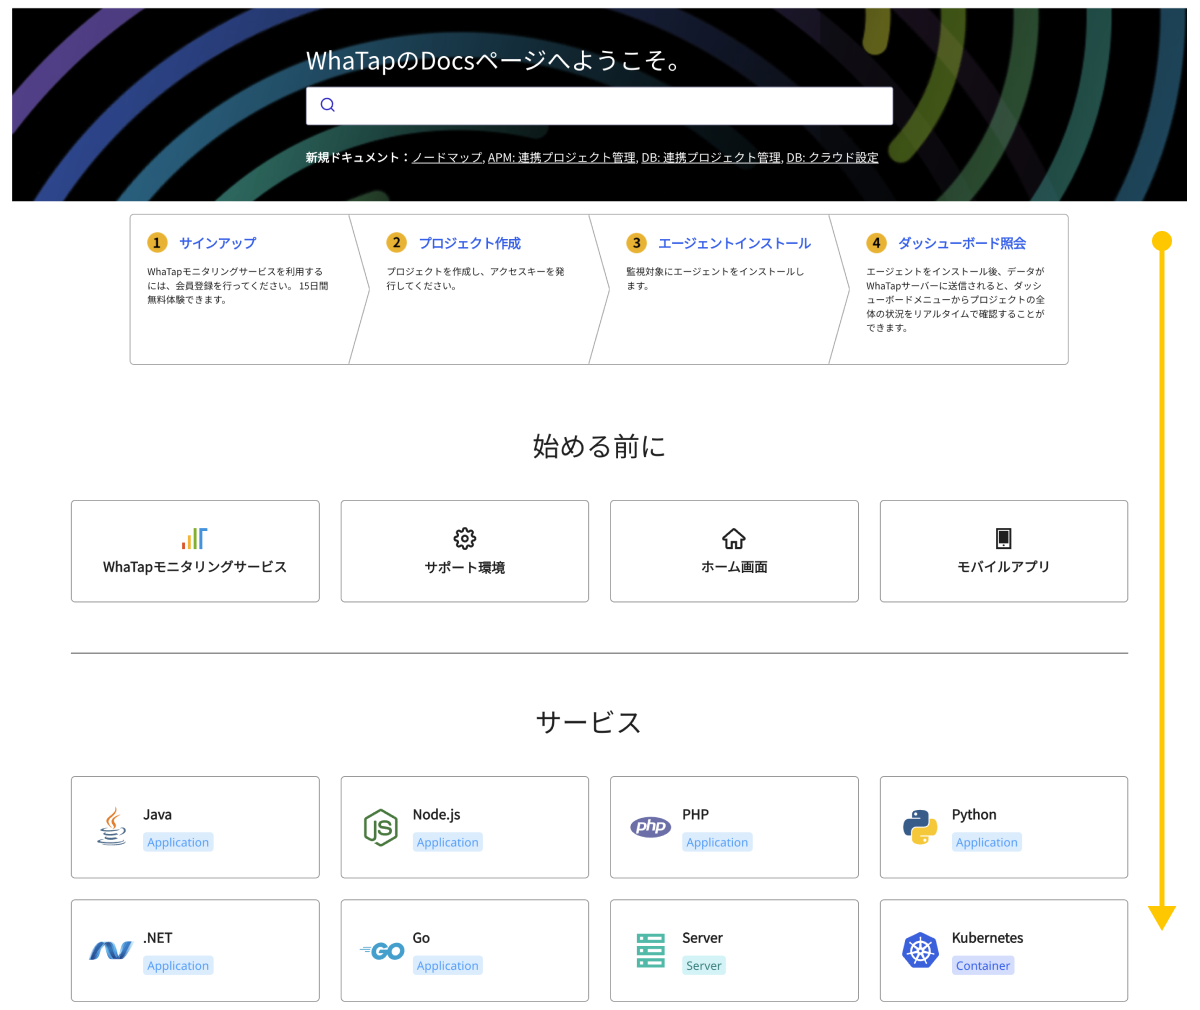 WhaTapのDocsページへようこそ。
新規ドキュメント：ノードマップ, APM: 連携プロジェクト管理, DB: 連携プロジェクト管理, DB: クラウド設定
1 サインアップ
WhaTapモニタリングサービスを利用する
には、会員登録を行ってください。 15日間
無料体験できます。
2 プロジェクト作成
プロジェクトを作成し、アクセスキーを発
行してください。
3 エージェントインストール
監視対象にエージェントをインストールし
ます。
4 ダッシューボード照会
エージェントをインストール後、データが
WhaTapサーバーに送信されると、ダッシ
ューボードメニューからプロジェクトの全
体の状況をリアルタイムで確認することが
できます。
始める前に
WhaTapモニタリングサービス
サポート環境
ホーム画面
モバイルアプリ
サービス
Java
Application
JS
Node.js
Application
php
PHP
Application
Python
Application
.NET
Application
GO
Go
Application
Server
Server
Kubernetes
Container